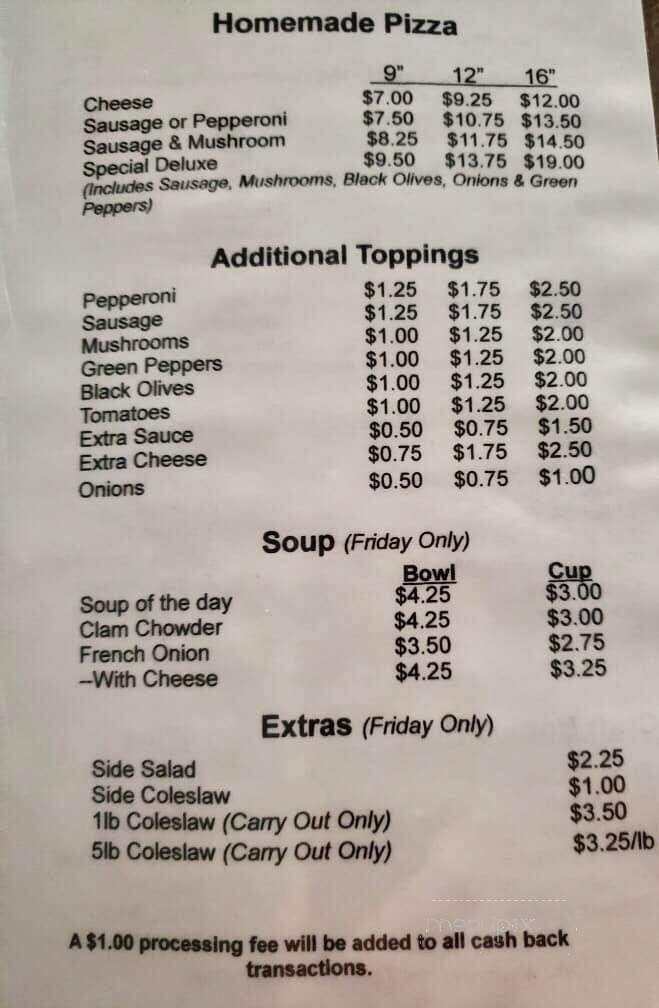 Homemade Pizza
9" 12" 16"
Cheese $7.00 $9.25 $12.00
Sausage or Pepperoni $7.50 $10.75 $13.50
Sausage & Mushroom $8.25 $11.75 $14.50
Special Deluxe $9.50 $13.75 $19.00
(Includes Sausage, Mushrooms, Black Olives, Onions & Green
Peppers)
Additional Toppings
Pepperoni $1.25 $1.75 $2.50
Sausage $1.25 $1.75 $2.50
Mushrooms $1.00 $1.25 $2.00
Green Peppers $1.00 $1.25 $2.00
Black Olives $1.00 $1.25 $2.00
Tomatoes $1.00 $1.25 $2.00
Extra Sauce $0.50 $0.75 $1.50
Extra Cheese $0.75 $1.75 $2.50
Onions $0.50 $0.75 $1.00
Soup (Friday Only)
Bowl Cup
Soup of the day $4.25 $3.00
Clam Chowder $4.25 $3.00
French Onion $3.50 $2.75
--With Cheese $4.25 $3.25
Extras (Friday Only)
Side Salad $2.25
Side Coleslaw $1.00
1lb Coleslaw (Carry Out Only) $3.50
5lb Coleslaw (Carry Out Only) $3.25/lb
A $1.00 processing fee will be added to all cash back
transactions.